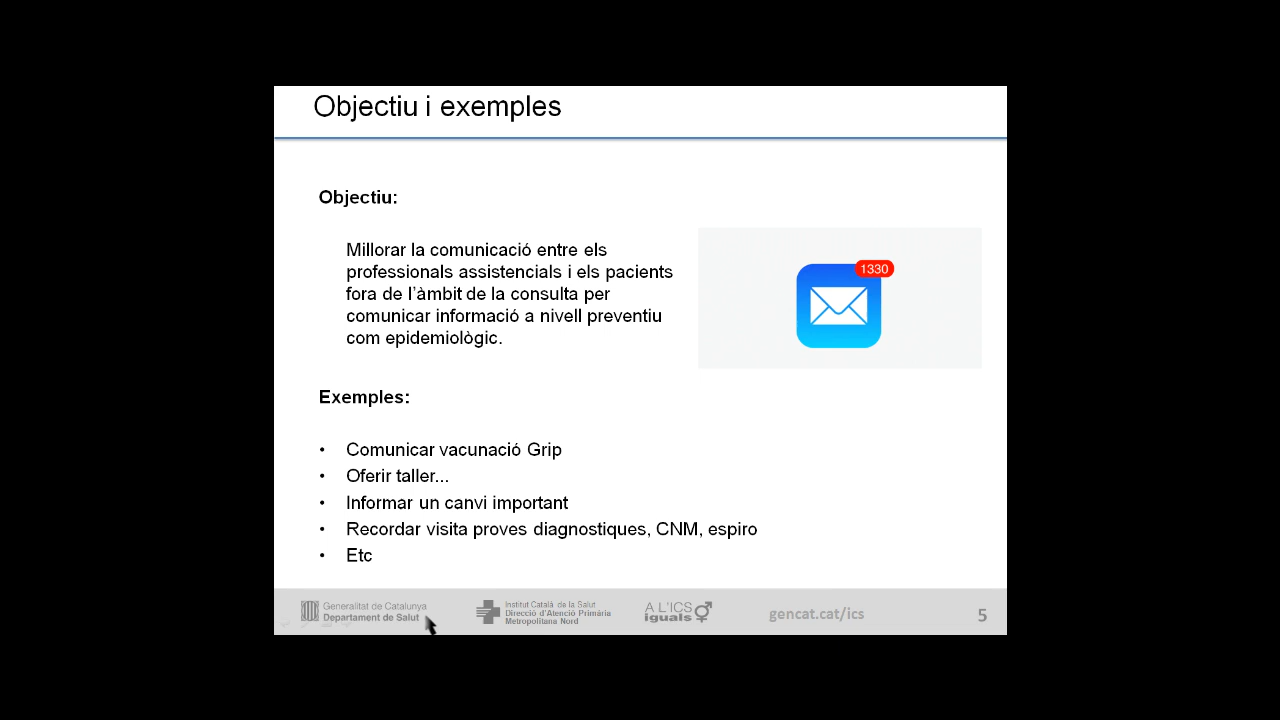 Objectiu i exemples
Objectiu:
Millorar la comunicació entre els
professionals assistencials i els pacients
fora de l'àmbit de la consulta per
comunicar informació a nivell preventiu
com epidemiològic.
1330
Exemples:
• Comunicar vacunació Grip
• Oferir taller...
• Informar un canvi important
• Recordar visita proves diagnostiques, CNM, espiro
• Etc
Generalitat de Catalunya
Departament de Salut
Institut Català de la Salut
Direcció d'Atenció Primària
Metropolitana Nord
A L'ICS
iguals
gencat.cat/ics
5